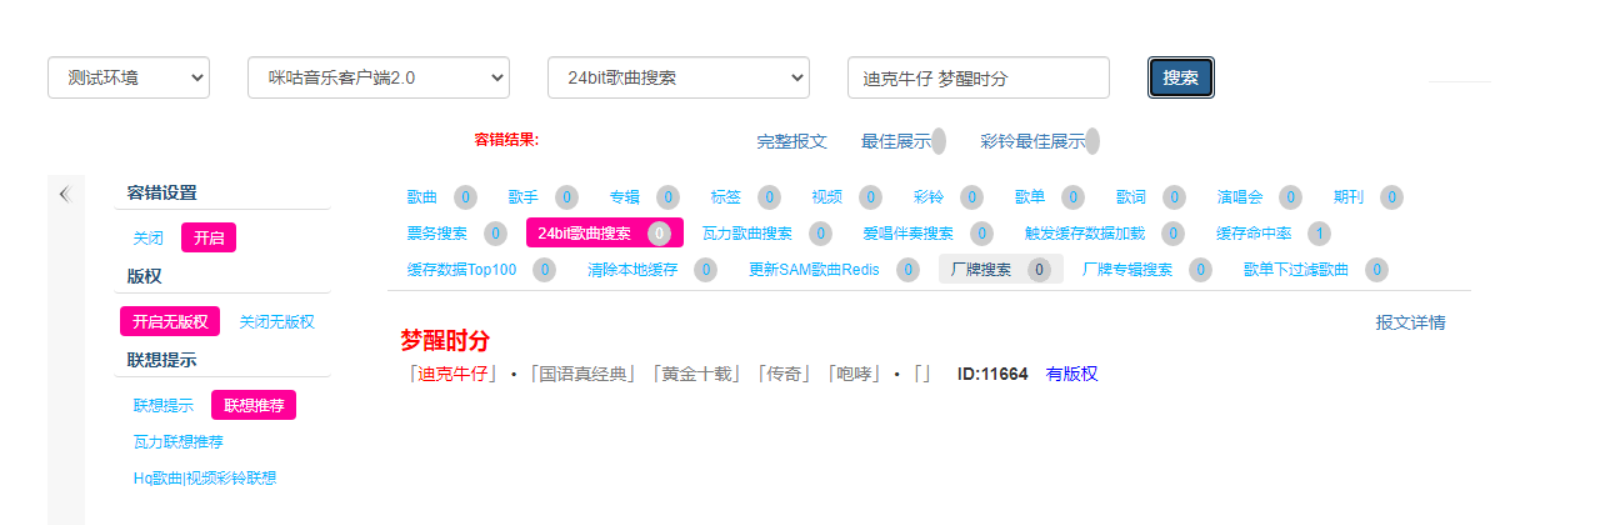 测试环境 咪咕音乐客户端2.0 24bit歌曲搜索 迪克牛仔 梦醒时分 搜索
容错结果: 完整报文 最佳展示 彩铃最佳展示
容错设置
关闭 开启
版权
开启无版权 关闭无版权
联想提示
联想提示 联想推荐
瓦力联想推荐
Hq歌曲|视频彩铃联想
歌曲 0 歌手 0 专辑 0 标签 0 视频 0 彩铃 0 歌单 0 歌词 0 演唱会 0 期刊 0
票务搜索 0 24bit歌曲搜索 0 瓦力歌曲搜索 0 爱唱伴奏搜索 0 触发缓存数据加载 0 缓存命中率 1
缓存数据Top100 0 清除本地缓存 0 更新SAM歌曲Redis 0 厂牌搜索 0 厂牌专辑搜索 0 歌单下过滤歌曲 0
报文详情
梦醒时分
「迪克牛仔」 • 「国语真经典」「黄金十载」「传奇」「咆哮」 • 「」 ID:11664 有版权